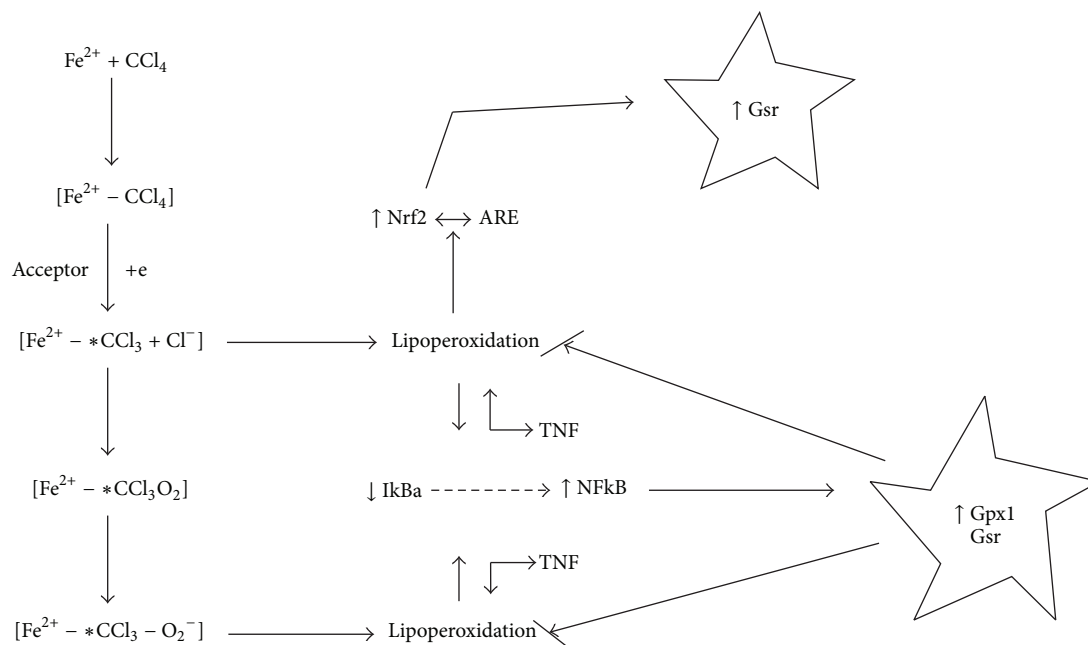 Fe²⁺ + CCl₄
↑ Gsr
[Fe²⁺ − CCl₄]
↑ Nrf2 ⟷ ARE
Acceptor +e
[Fe²⁺ − ∗CCl₃ + Cl⁻]
Lipoperoxidation
TNF
[Fe²⁺ − ∗CCl₃O₂]
↓ IkBa
↑ NFkB
↑ Gpx1
Gsr
TNF
[Fe²⁺ − ∗CCl₃ − O₂⁻]
Lipoperoxidation